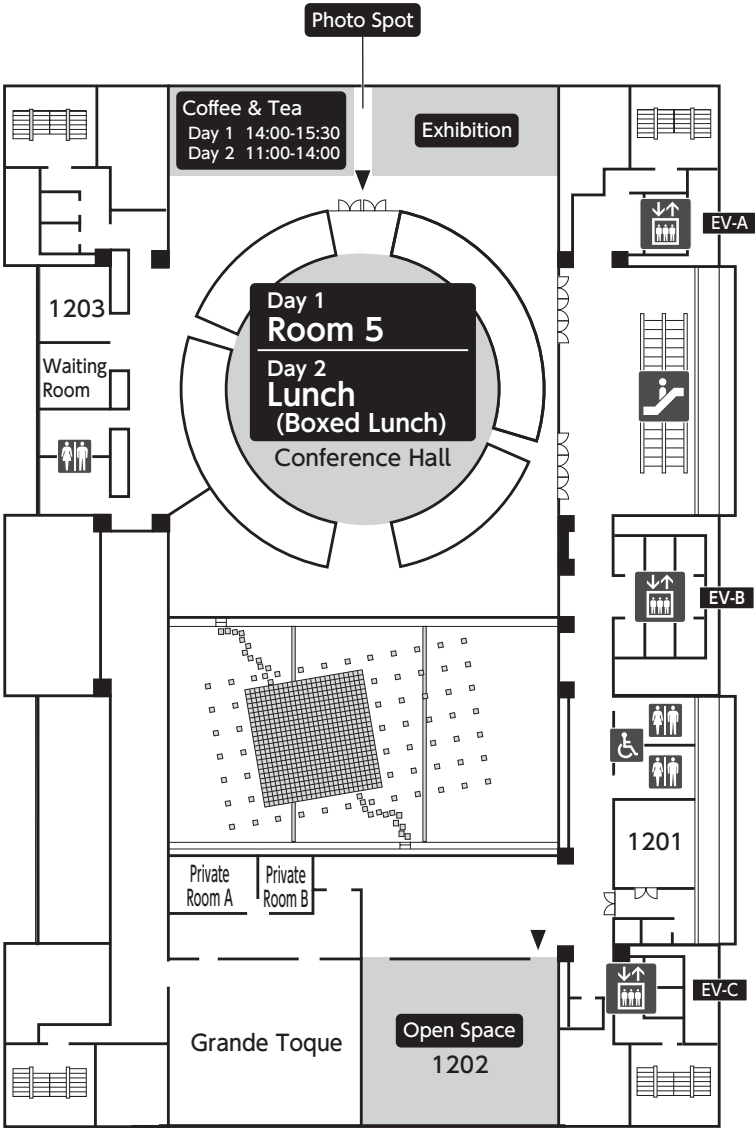 Photo Spot
Coffee & Tea
Day 1 14:00-15:30
Day 2 11:00-14:00
Exhibition
EV-A
1203
Day 1
Room 5
Day 2
Lunch
(Boxed Lunch)
Conference Hall
Waiting
Room
EV-B
1201
Private
Room A
Private
Room B
EV-C
Grande Toque
Open Space
1202